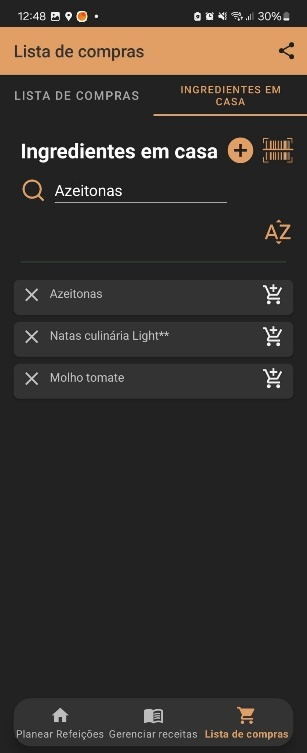 12:48
30%
Lista de compras
LISTA DE COMPRAS
INGREDIENTES EM
CASA
Ingredientes em casa
Azeitonas
AZ
Azeitonas
Natas culinária Light**
Molho tomate
Planear Refeições
Gerenciar receitas
Lista de compras